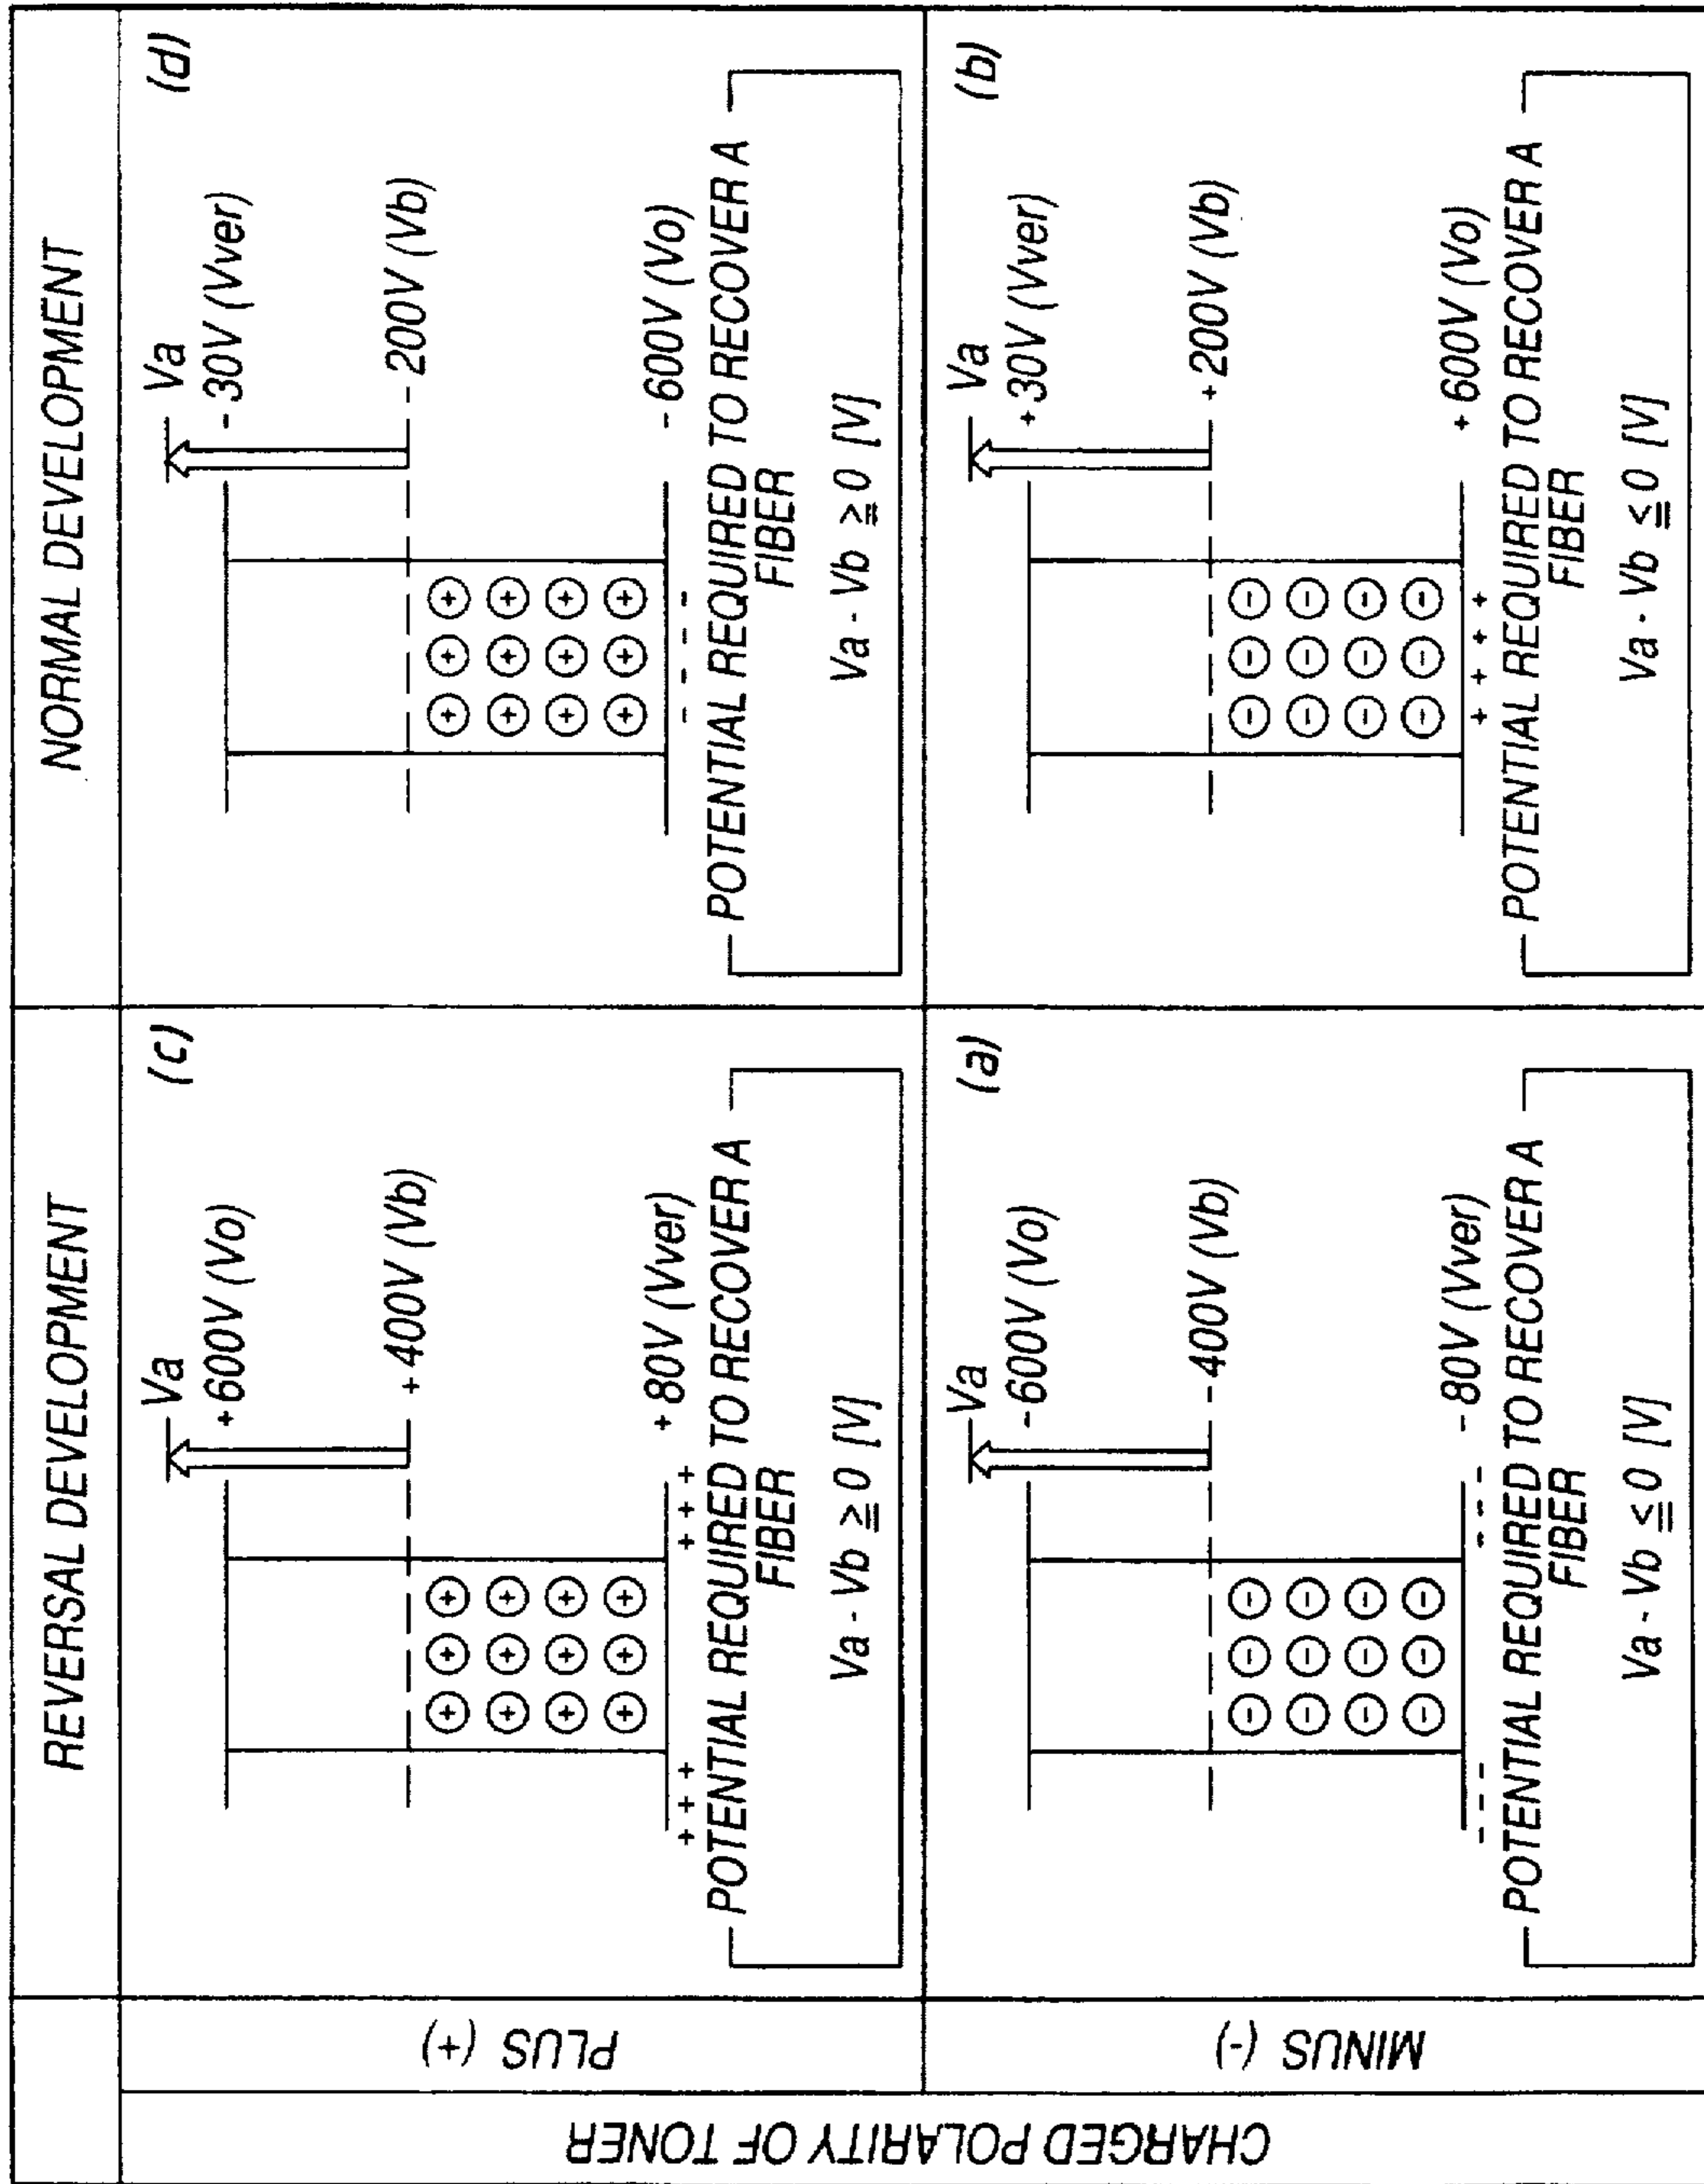 REVERSAL DEVELOPMENT
NORMAL DEVELOPMENT
CHARGED POLARITY OF TONER
PLUS (+)
(c)
Va
+600V (Vo)
+400V (Vb)
+ + + +
+ + + +
+ + + +
+ + + + + +
+80V (Vver)
POTENTIAL REQUIRED TO RECOVER A
FIBER
Va - Vb ≧ 0 [V]
(d)
Va
-30V (Vver)
-200V (Vb)
+ + + +
+ + + +
+ + + +
- - - -
-600V (Vo)
POTENTIAL REQUIRED TO RECOVER A
FIBER
Va - Vb ≧ 0 [V]
MINUS (-)
(a)
Va
-600V (Vo)
-400V (Vb)
- - - -
- - - -
- - - -
- - - - - -
-80V (Vver)
POTENTIAL REQUIRED TO RECOVER A
FIBER
Va - Vb ≦ 0 [V]
(b)
Va
+30V (Vver)
+200V (Vb)
- - - -
- - - -
- - - -
+ + + +
+600V (Vo)
POTENTIAL REQUIRED TO RECOVER A
FIBER
Va - Vb ≦ 0 [V]